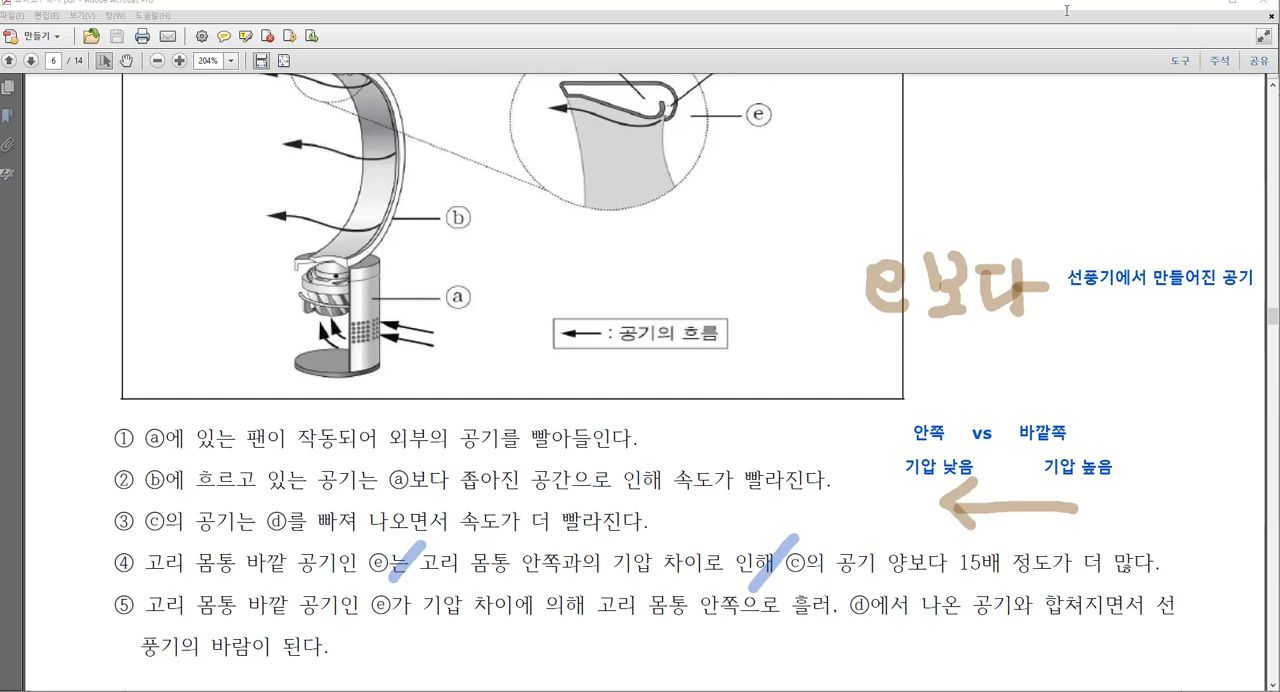 파일(F) 편집(E) 보기(V) 창(W) 도움말(H)
만들기
6 / 14
204%
도구 주석 공유
ⓔ
ⓑ
e보다 선풍기에서 만들어진 공기
ⓐ
: 공기의 흐름
안쪽 vs 바깥쪽
기압 낮음 기압 높음
① ⓐ에 있는 팬이 작동되어 외부의 공기를 빨아들인다.
② ⓑ에 흐르고 있는 공기는 ⓐ보다 좁아진 공간으로 인해 속도가 빨라진다.
③ ⓒ의 공기는 ⓓ를 빠져 나오면서 속도가 더 빨라진다.
④ 고리 몸통 바깥 공기인 ⓔ는 고리 몸통 안쪽과의 기압 차이로 인해 ⓒ의 공기 양보다 15배 정도가 더 많다.
⑤ 고리 몸통 바깥 공기인 ⓔ가 기압 차이에 의해 고리 몸통 안쪽으로 흘러, ⓓ에서 나온 공기와 합쳐지면서 선
풍기의 바람이 된다.